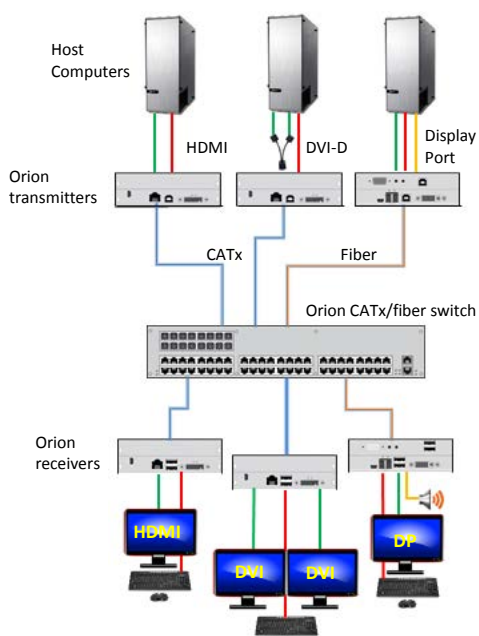 Host
Computers
HDMI
DVI-D
Display
Port
Orion
transmitters
CATx
Fiber
Orion CATx/fiber switch
Orion
receivers
HDMI
DVI
DVI
DP